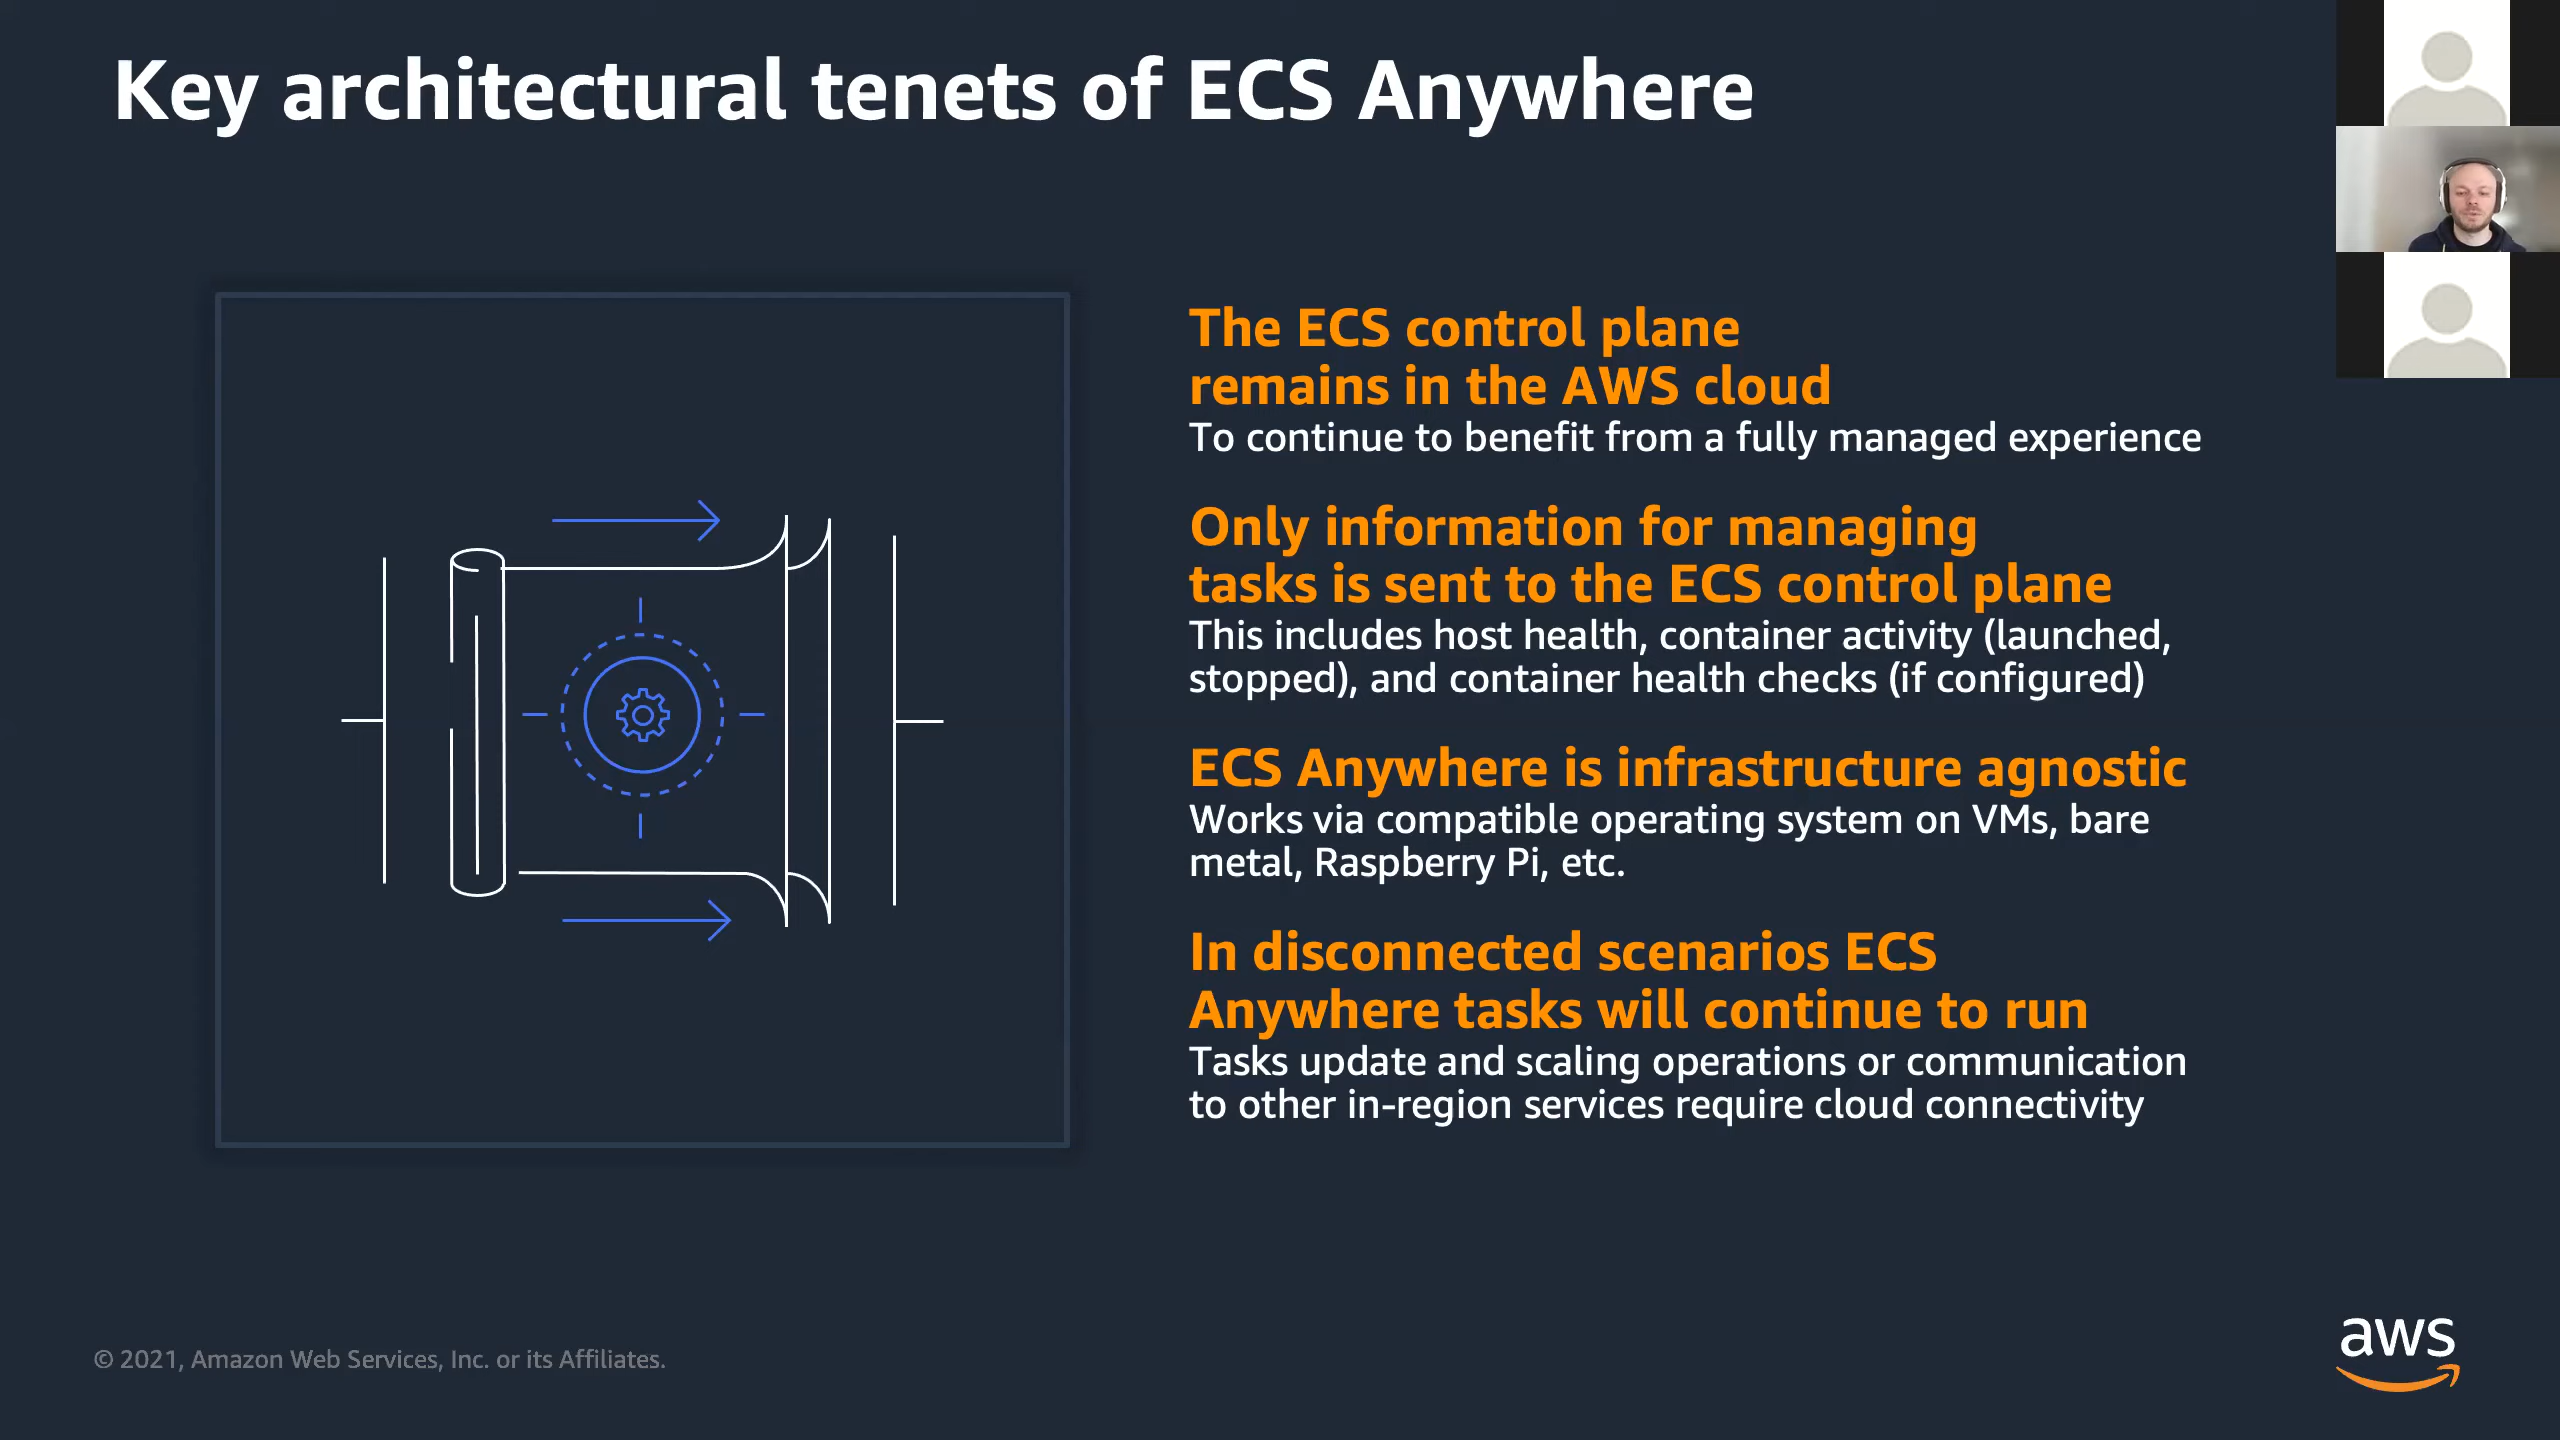 Key architectural tenets of ECS Anywhere
The ECS control plane
remains in the AWS cloud
To continue to benefit from a fully managed experience
Only information for managing
tasks is sent to the ECS control plane
This includes host health, container activity (launched,
stopped), and container health checks (if configured)
ECS Anywhere is infrastructure agnostic
Works via compatible operating system on VMs, bare
metal, Raspberry Pi, etc.
In disconnected scenarios ECS
Anywhere tasks will continue to run
Tasks update and scaling operations or communication
to other in-region services require cloud connectivity
© 2021, Amazon Web Services, Inc. or its Affiliates.
aws